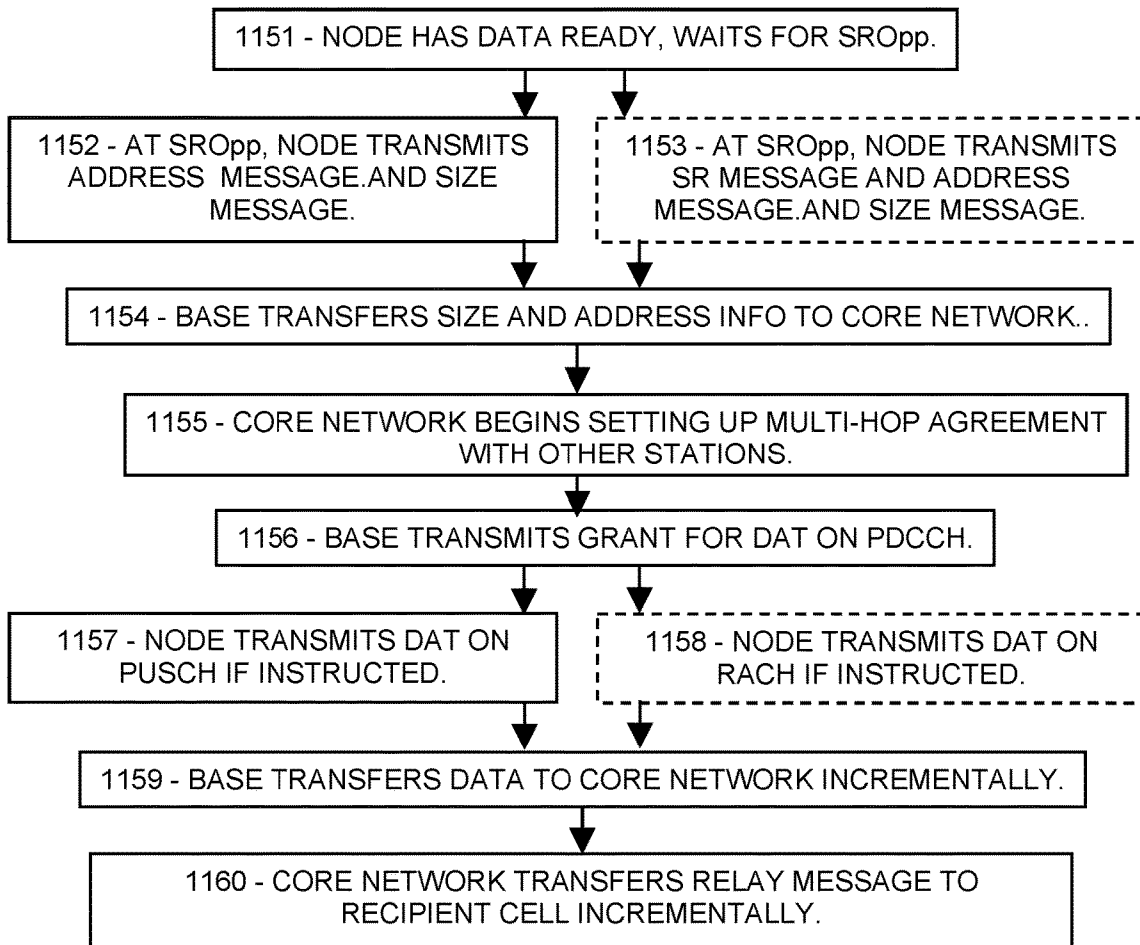 1151 - NODE HAS DATA READY, WAITS FOR SROpp.
1152 - AT SROpp, NODE TRANSMITS
ADDRESS  MESSAGE.AND SIZE
MESSAGE.
1153 - AT SROpp, NODE TRANSMITS
SR MESSAGE AND ADDRESS
MESSAGE.AND SIZE MESSAGE.
1154 - BASE TRANSFERS SIZE AND ADDRESS INFO TO CORE NETWORK..
1155 - CORE NETWORK BEGINS SETTING UP MULTI-HOP AGREEMENT
WITH OTHER STATIONS.
1156 - BASE TRANSMITS GRANT FOR DAT ON PDCCH.
1157 - NODE TRANSMITS DAT ON
PUSCH IF INSTRUCTED.
1158 - NODE TRANSMITS DAT ON
RACH IF INSTRUCTED.
1159 - BASE TRANSFERS DATA TO CORE NETWORK INCREMENTALLY.
1160 - CORE NETWORK TRANSFERS RELAY MESSAGE TO
RECIPIENT CELL INCREMENTALLY.